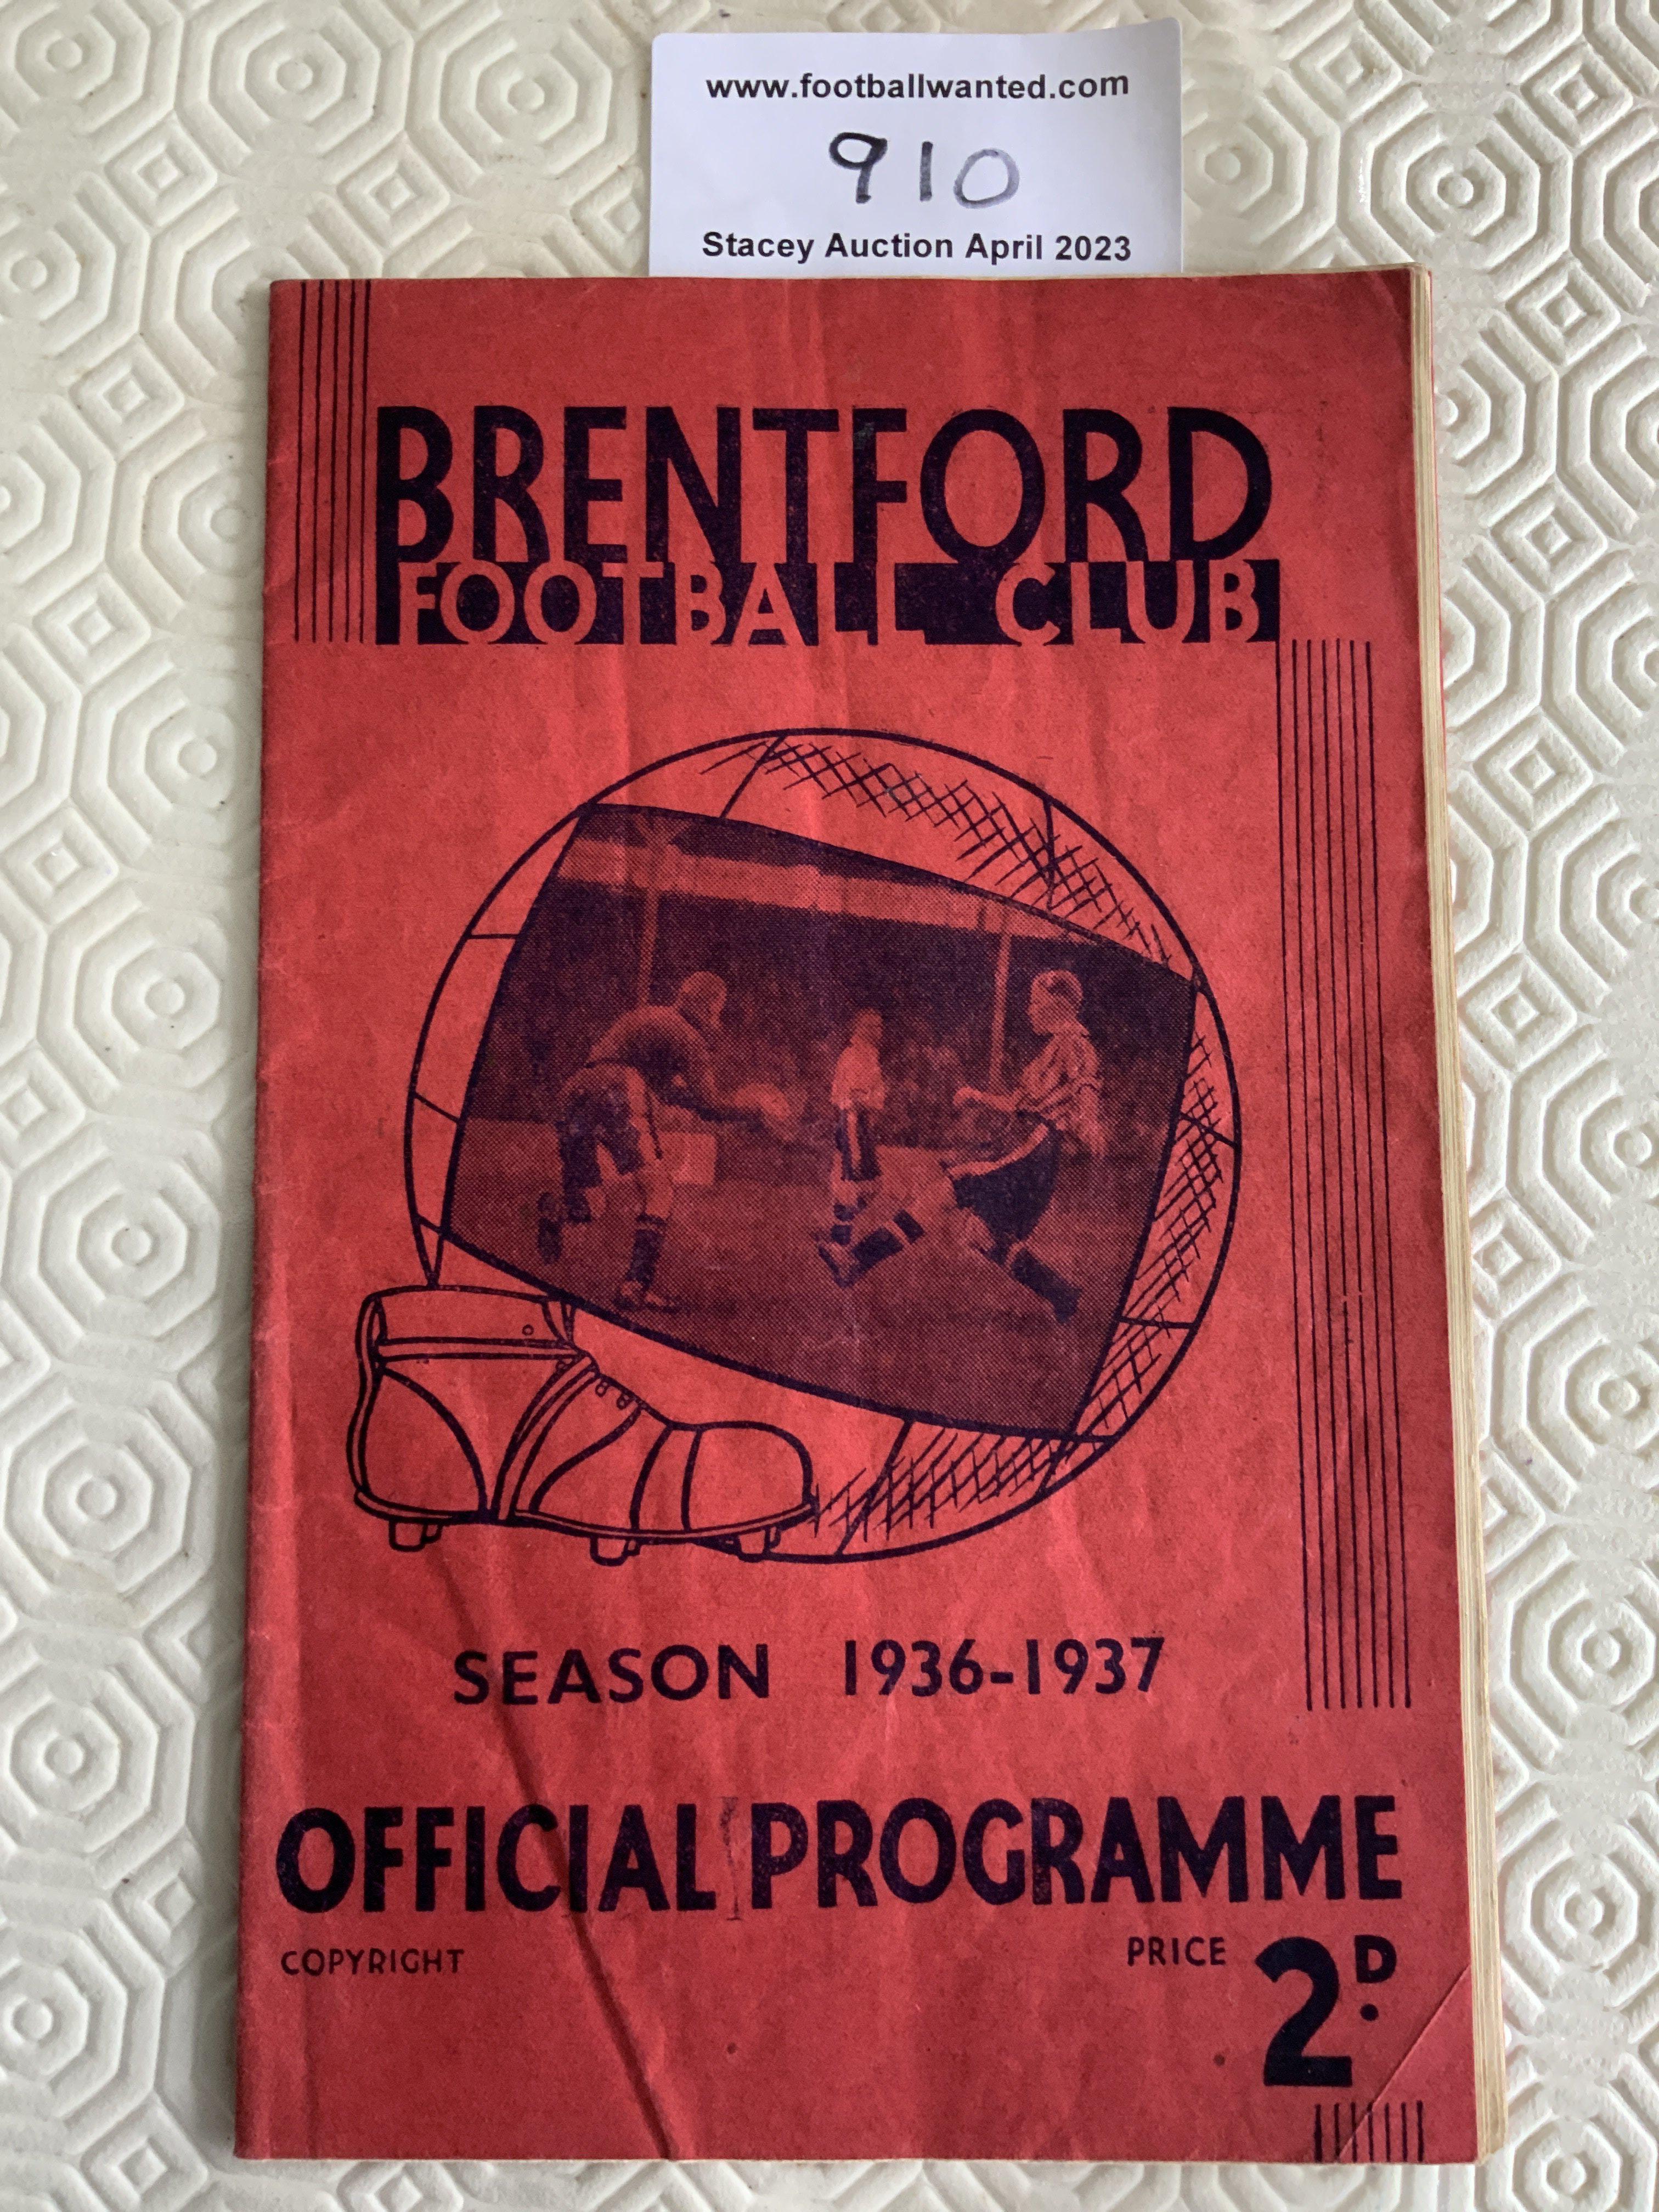 www.footballwanted.com
910
Stacey Auction April 2023
BRENTFORD
FOOTBALL CLUB
SEASON 1936-1937
OFFICIAL PROGRAMME
COPYRIGHT
PRICE 2D.